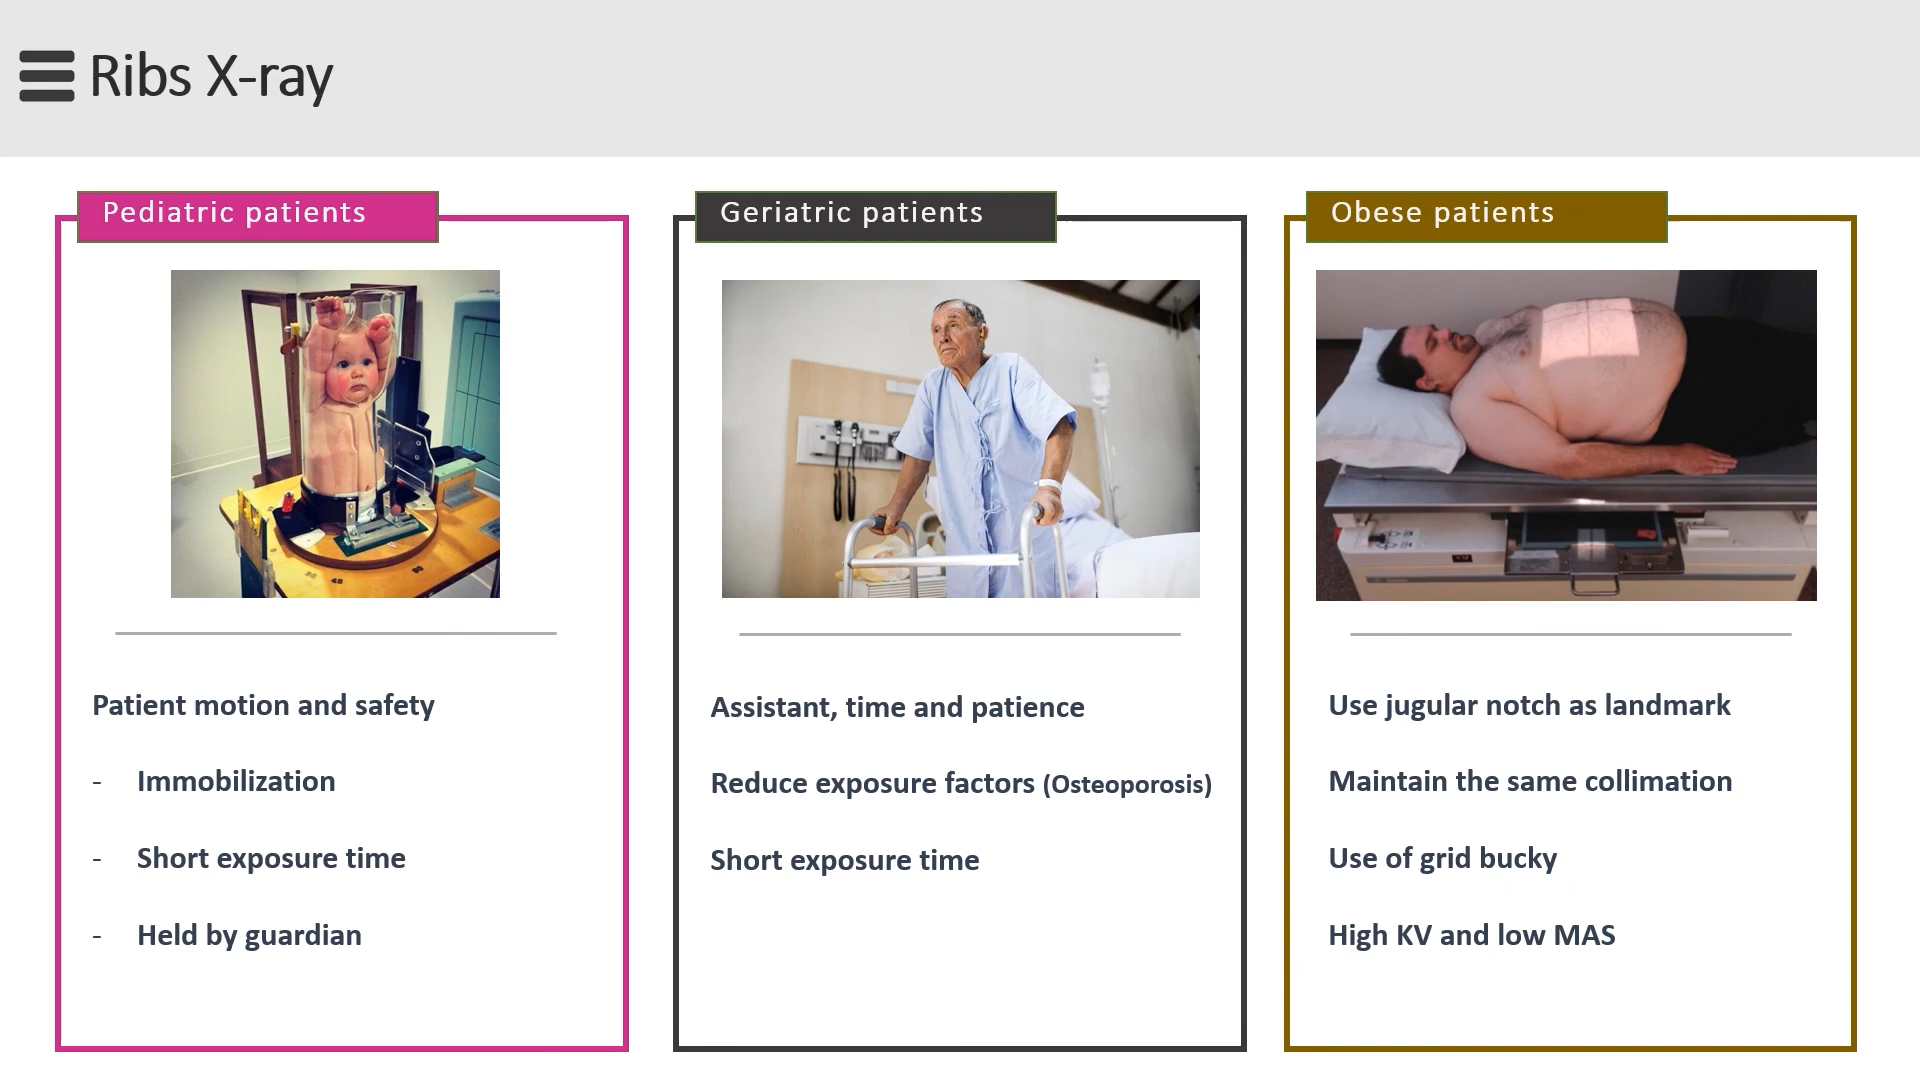 Ribs X-ray
Pediatric patients
Patient motion and safety
- Immobilization
- Short exposure time
- Held by guardian
Geriatric patients
Assistant, time and patience
Reduce exposure factors (Osteoporosis)
Short exposure time
Obese patients
Use jugular notch as landmark
Maintain the same collimation
Use of grid bucky
High KV and low MAS